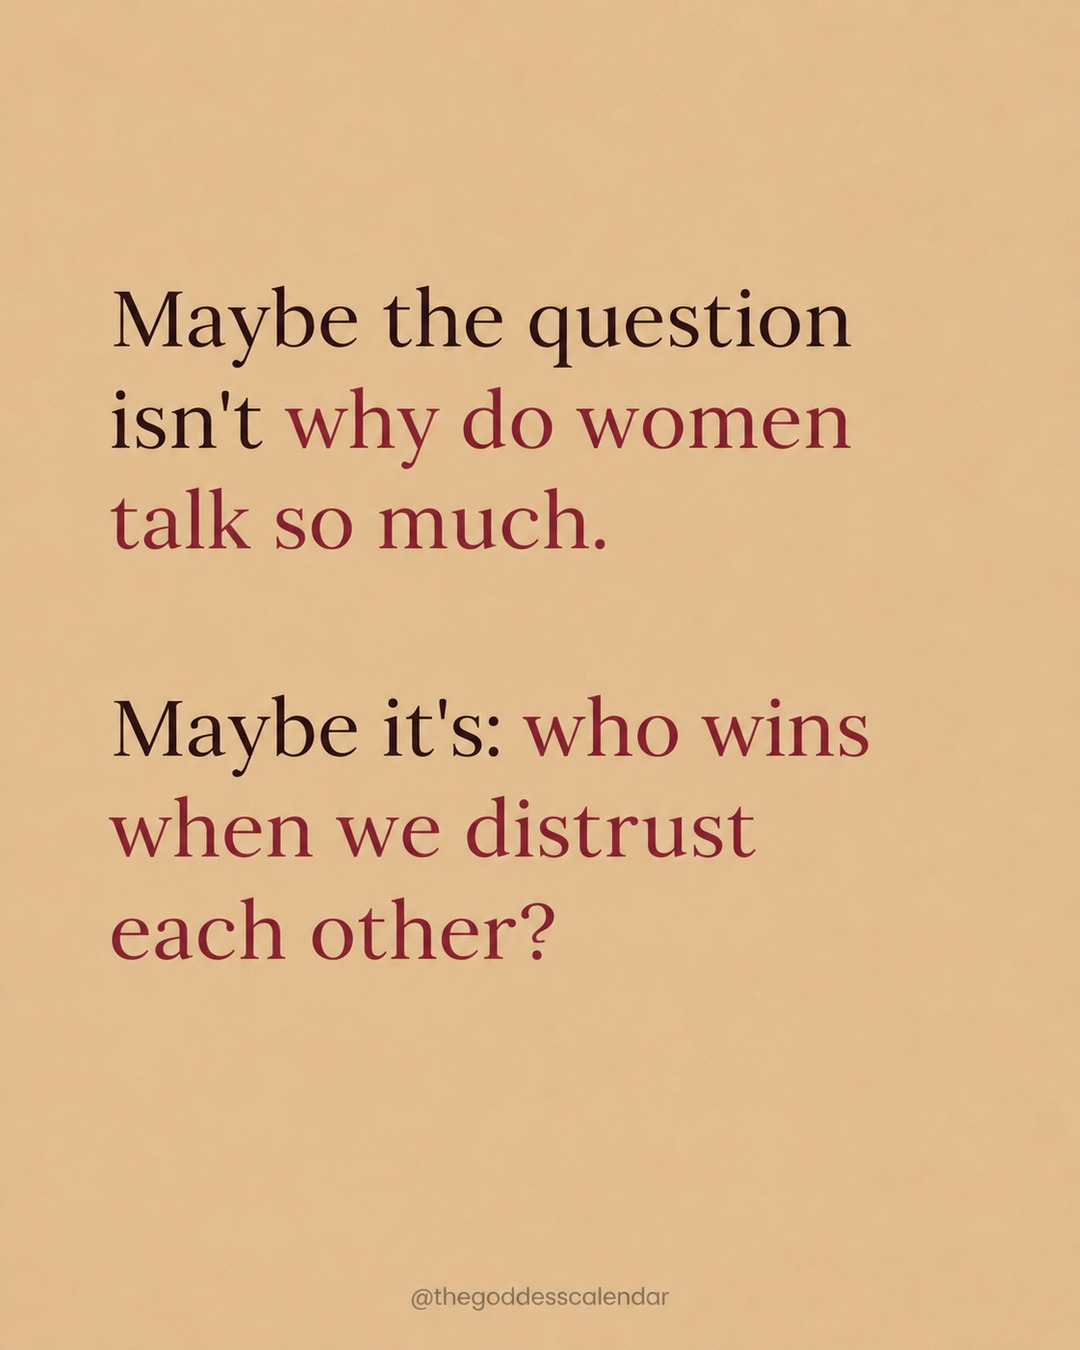 Maybe the question
isn't why do women
talk so much.
Maybe it's: who wins
when we distrust
each other?
@thegoddesscalendar